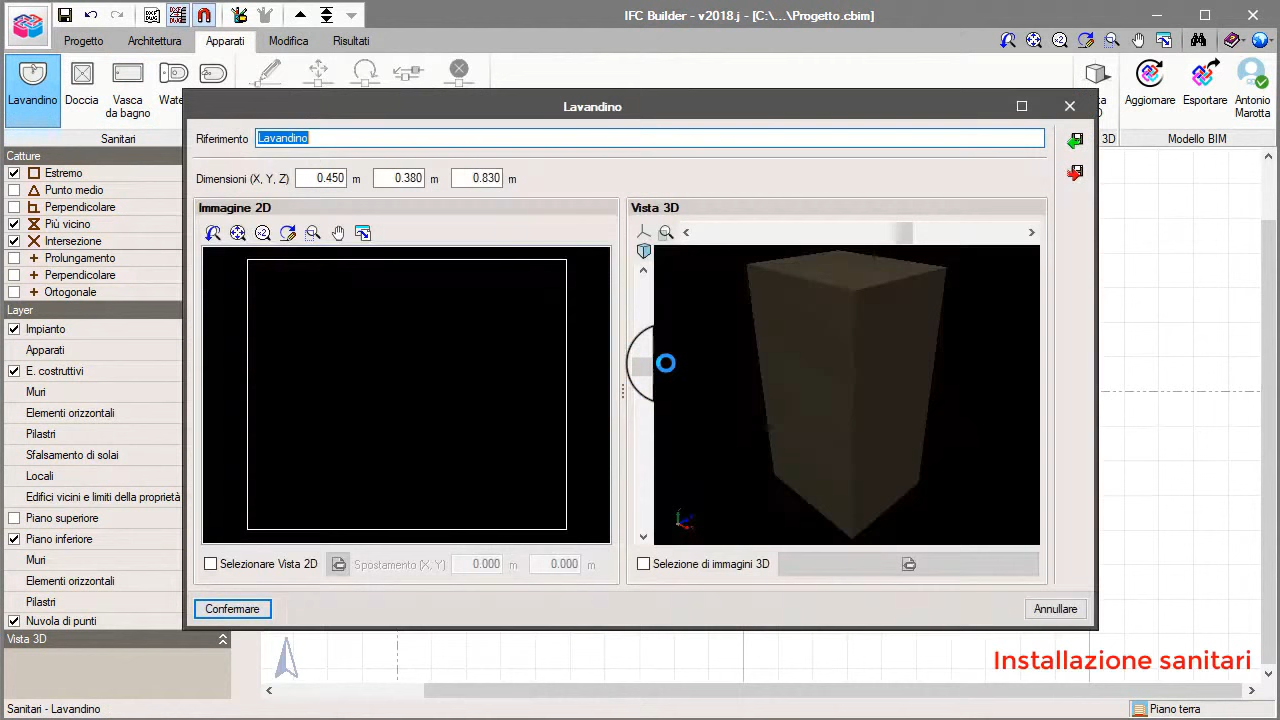 IFC Builder - v2018.j - [C:\...\Progetto.cbim]
Progetto Architettura Apparati Modifica Risultati
Lavandino Doccia Vasca da bagno
Aggiornare Esportare Antonio Marotta
Sanitari 3D Modello BIM
Lavandino
Riferimento Lavandino
Dimensioni (X, Y, Z) 0.450 m 0.380 m 0.830 m
Immagine 2D Vista 3D
Selezionare Vista 2D Spostamento (X, Y) 0.000 m 0.000 m
Selezione di immagini 3D
Confermare Annullare
Catture
Estremo
Punto medio
Perpendicolare
Più vicino
Intersezione
Prolungamento
Perpendicolare
Ortogonale
Layer
Impianto
Apparati
E. costruttivi
Muri
Elementi orizzontali
Pilastri
Sfalsamento di solai
Locali
Edifici vicini e limiti della proprietà
Piano superiore
Piano inferiore
Muri
Elementi orizzontali
Pilastri
Nuvola di punti
Vista 3D
Installazione sanitari
Sanitari - Lavandino
Piano terra